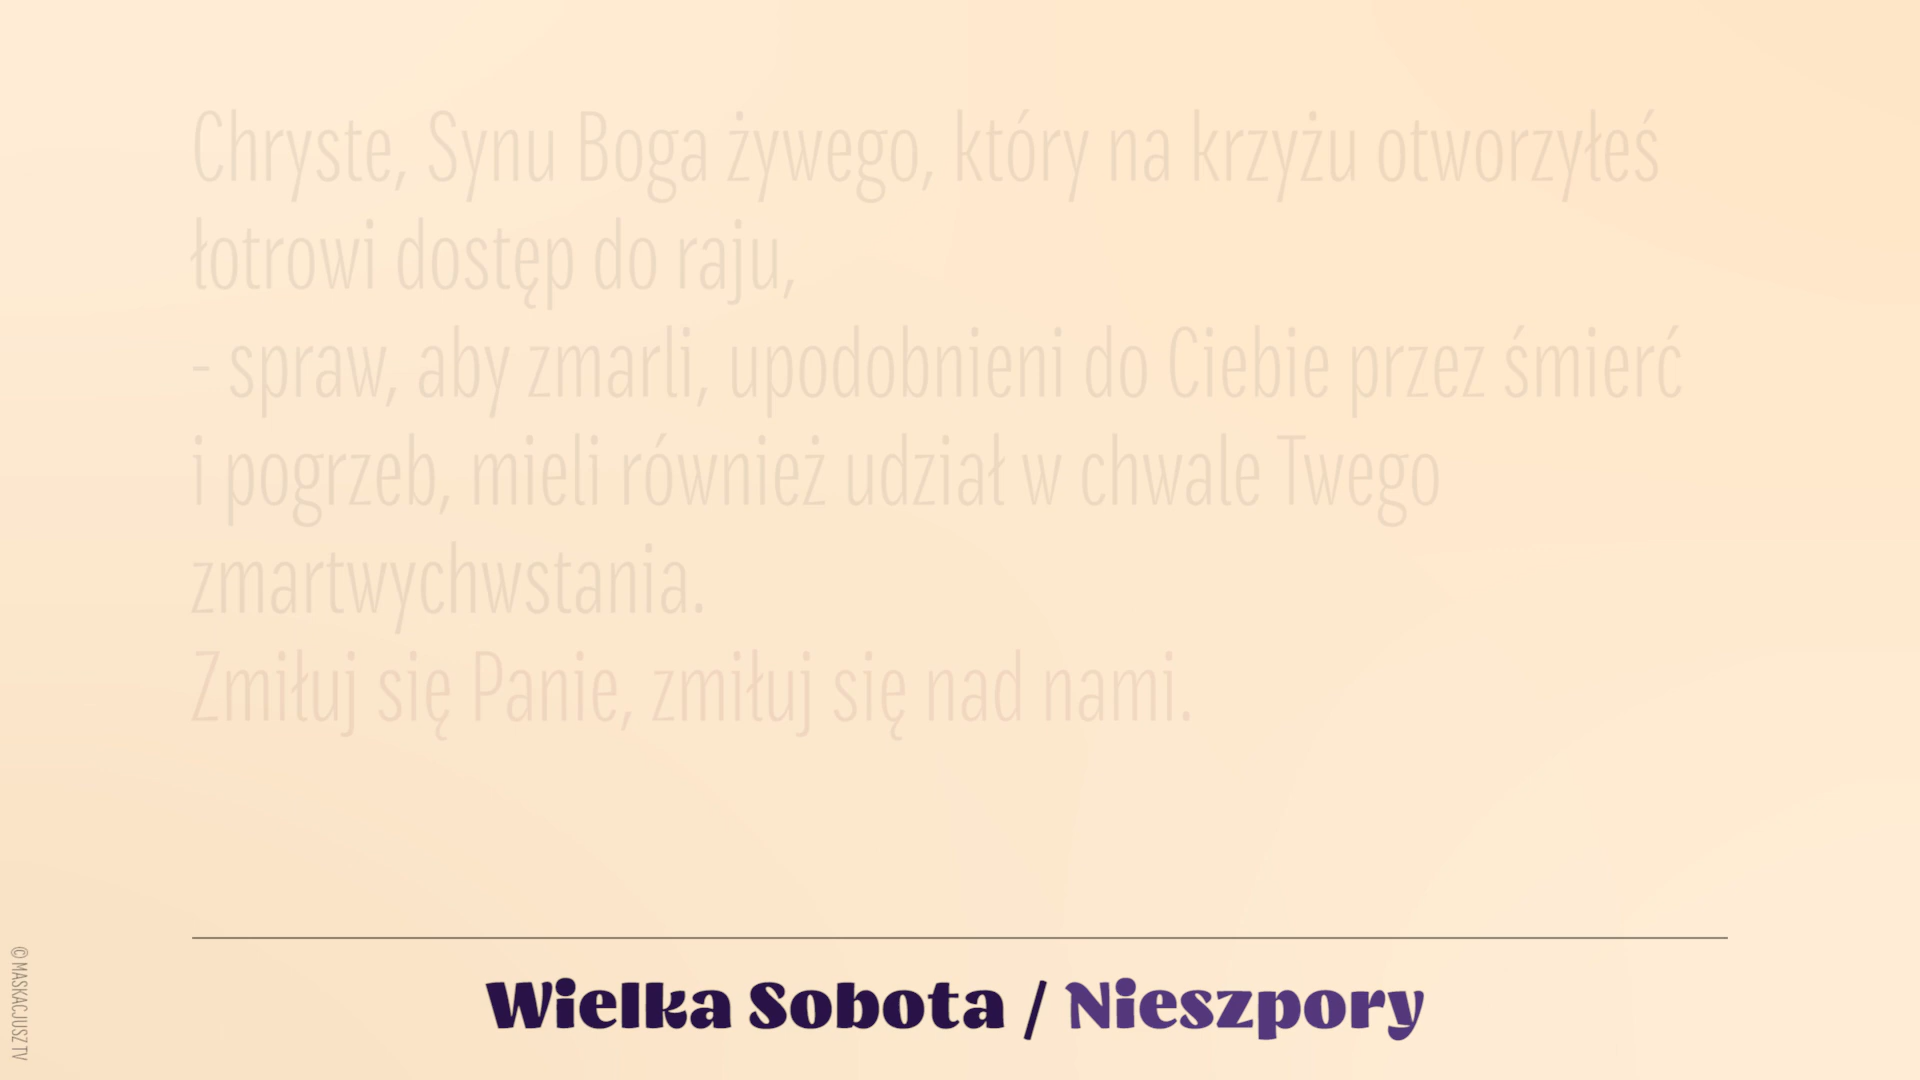 Chryste, Synu Boga żywego, który na krzyżu otworzyłeś
łotrowi dostęp do raju,
- spraw, aby zmarli, upodobnieni do Ciebie przez śmierć
i pogrzeb, mieli również udział w chwale Twego
zmartwychwstania.
Zmiłuj się Panie, zmiłuj się nad nami.
Wielka Sobota / Nieszpory
© MASKACJUSZ TV